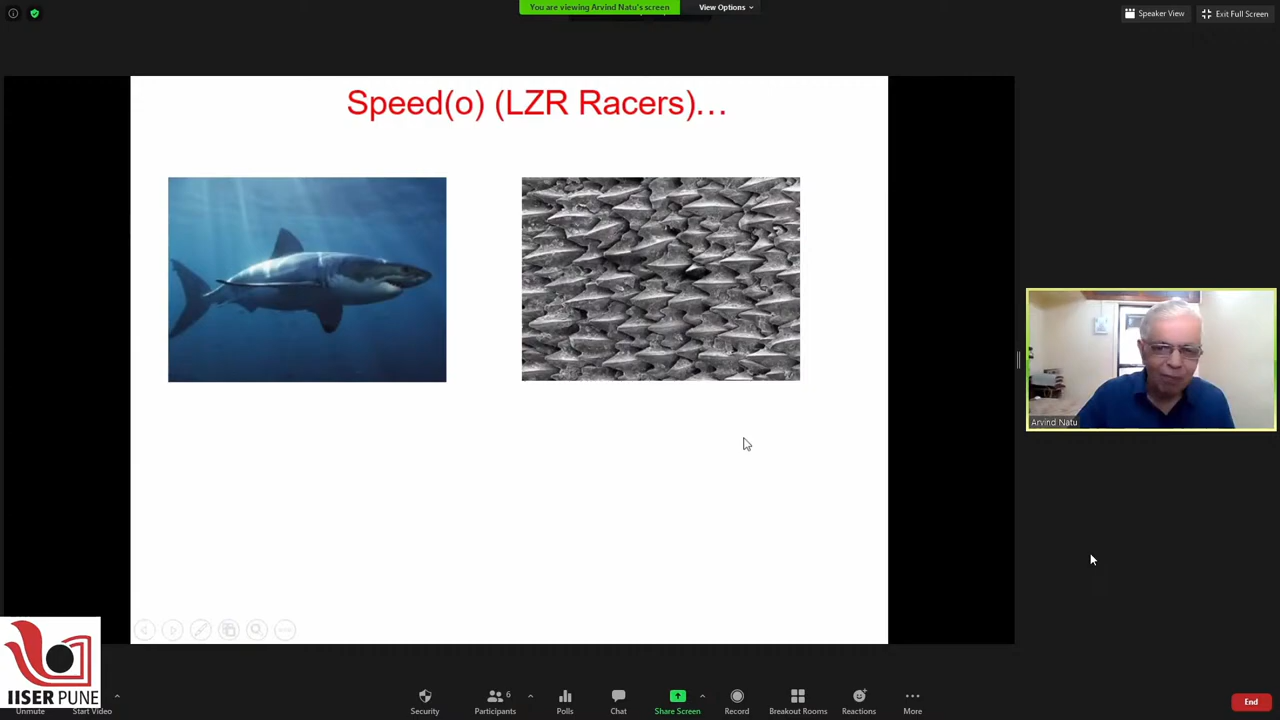 You are viewing Arvind Natu's screen
View Options
Speaker View
Exit Full Screen
Speed(o) (LZR Racers)…
Arvind Natu
IISER PUNE
Unmute
Start Video
Security
Participants
6
Polls
Chat
Share Screen
Record
Breakout Rooms
Reactions
More
End